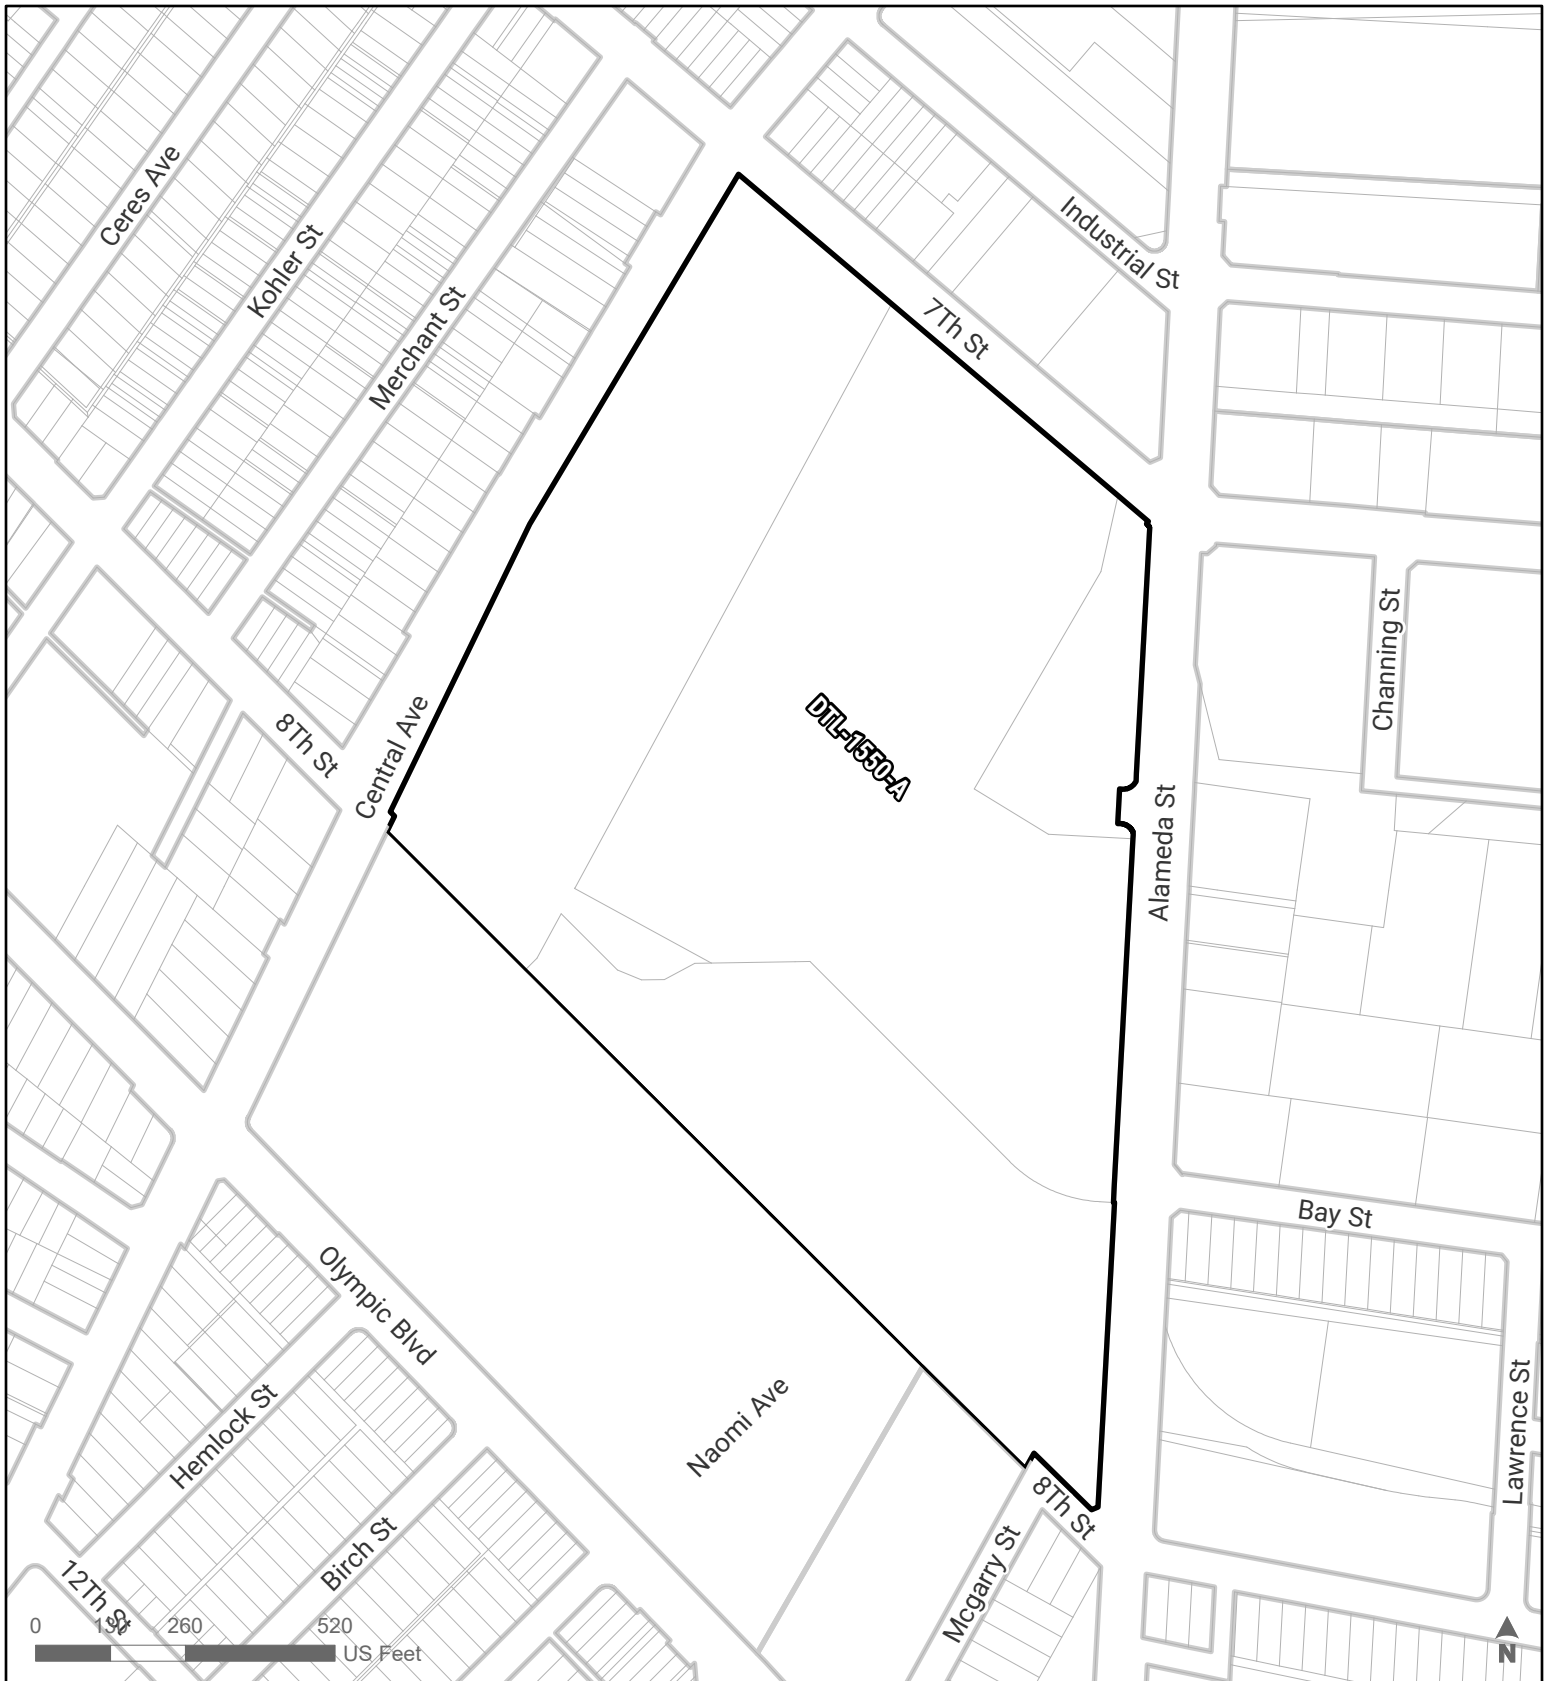 Ceres Ave
Kohler St
Merchant St
Industrial St
7Th St
DTL-1550-A
Channing St
8Th St
Central Ave
Alameda St
Bay St
Olympic Blvd
Naomi Ave
Hemlock St
Birch St
12Th St
8Th St
Mcgarry St
Lawrence St
0 130 260 520
US Feet
N